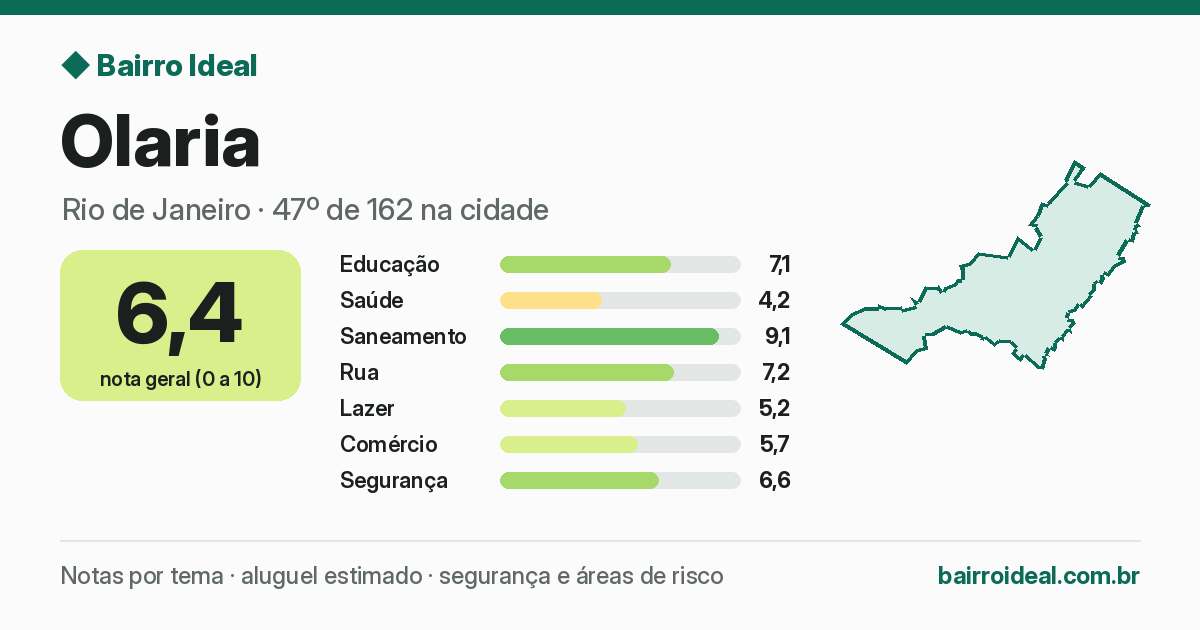 Bairro Ideal
Olaria
Rio de Janeiro · 47º de 162 na cidade
6,4
nota geral (0 a 10)
Educação 7,1
Saúde 4,2
Saneamento 9,1
Rua 7,2
Lazer 5,2
Comércio 5,7
Segurança 6,6
Notas por tema · aluguel estimado · segurança e áreas de risco
bairroideal.com.br